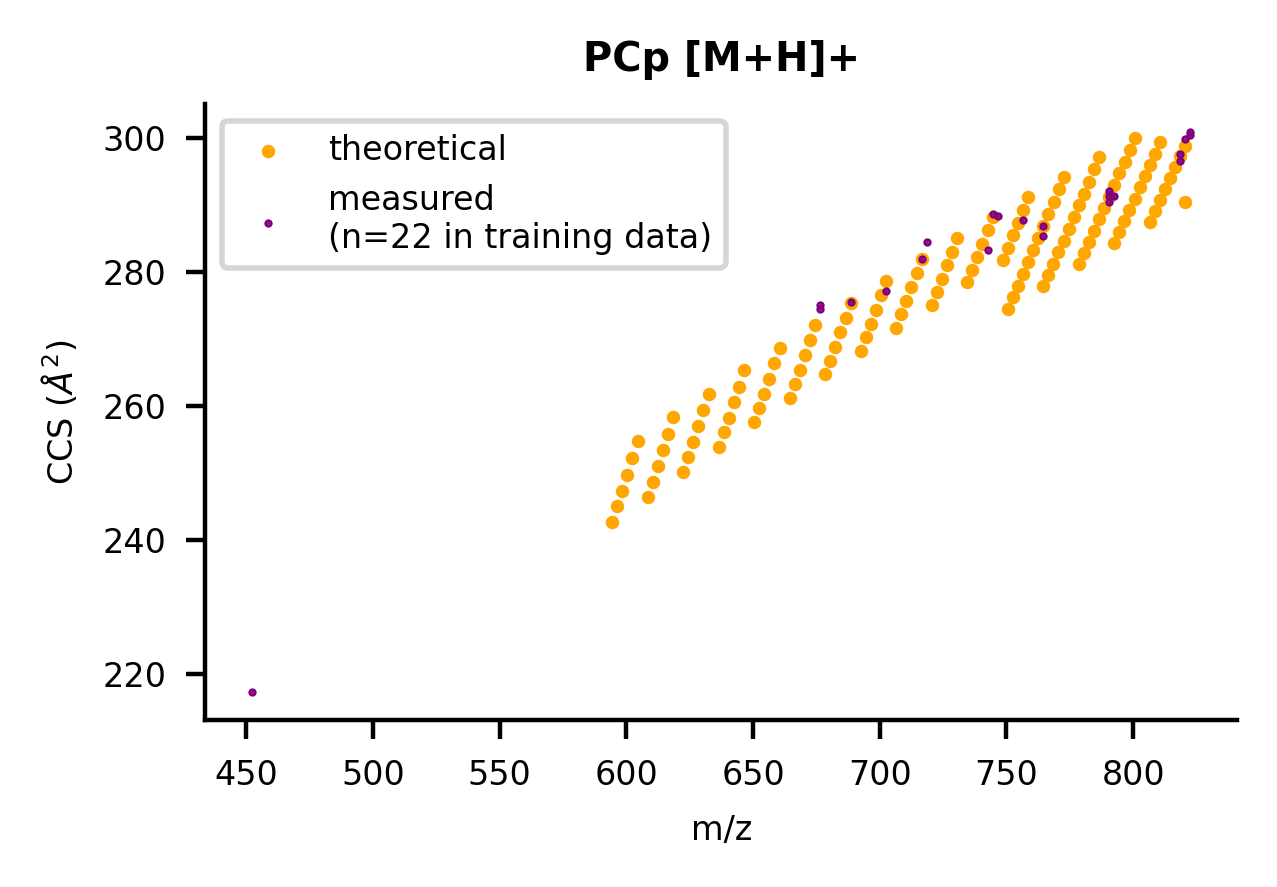 PCp [M+H]+
theoretical
measured
(n=22 in training data)
CCS (Å²)
300
280
260
240
220
450 500 550 600 650 700 750 800
m/z